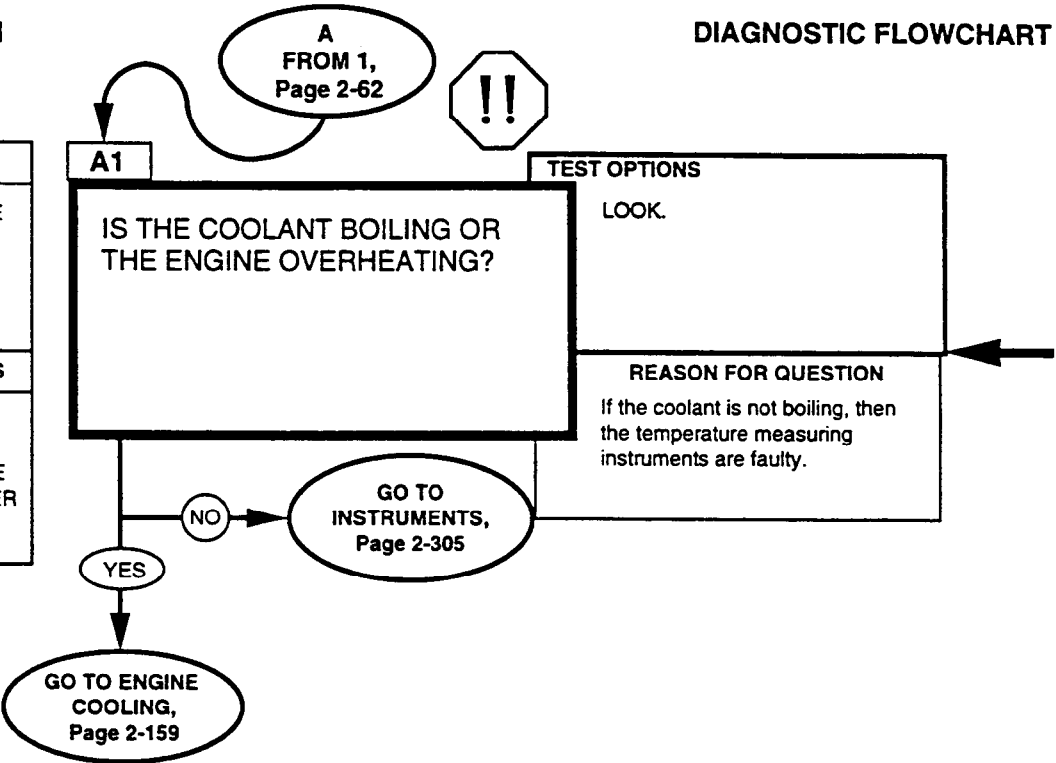 DIAGNOSTIC FLOWCHART
A
FROM 1,
Page 2-62
!!
A1
IS THE COOLANT BOILING OR
THE ENGINE OVERHEATING?
TEST OPTIONS
LOOK.
REASON FOR QUESTION
If the coolant is not boiling, then
the temperature measuring
instruments are faulty.
NO
GO TO
INSTRUMENTS,
Page 2-305
YES
GO TO ENGINE
COOLING,
Page 2-159